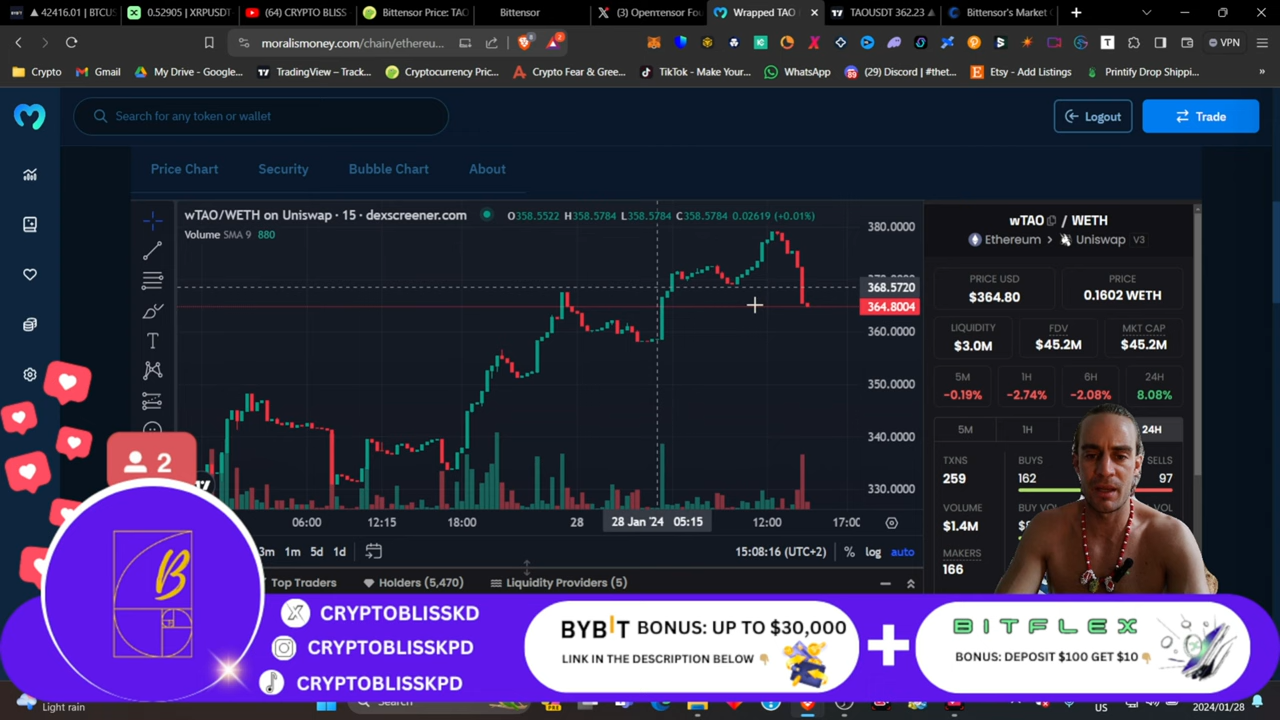 42416.01 | BTCUS
0.52905 | XRPUSDT
(64) CRYPTO BLISS
Bittensor Price: TAO
Bittensor
(3) Openтensor Fou
Wrapped TAO
TAOUSDT 362.23
Bittensor's Market C
moralismoney.com/chain/ethereu...
VPN
Crypto
Gmail
My Drive - Google...
TradingView – Track...
Cryptocurrency Pric...
Crypto Fear & Gree...
TikTok - Make Your...
WhatsApp
(29) Discord | #thet...
Etsy - Add Listings
Printify Drop Shippi...
Search for any token or wallet
Logout
Trade
Price Chart
Security
Bubble Chart
About
wTAO/WETH on Uniswap · 15 · dexscreener.com
O358.5522 H358.5784 L358.5784 C358.5784 0.02619 (+0.01%)
Volume SMA 9 880
380.0000
368.5720
364.8004
360.0000
350.0000
340.0000
330.0000
06:00
12:15
18:00
28
28 Jan '24 05:15
12:00
17:00
3m 1m 5d 1d
15:08:16 (UTC+2)
% log auto
Top Traders
Holders (5,470)
Liquidity Providers (5)
wTAO / WETH
Ethereum > Uniswap V3
PRICE USD
$364.80
PRICE
0.1602 WETH
LIQUIDITY
$3.0M
FDV
$45.2M
MKT CAP
$45.2M
5M
-0.19%
1H
-2.74%
6H
-2.08%
24H
8.08%
5M
1H
24H
TXNS
259
BUYS
162
SELLS
97
VOLUME
$1.4M
BUY VOL
VOL
MAKERS
166
2
B
CRYPTOBLISSKD
CRYPTOBLISSKPD
CRYPTOBLISSKPD
BYBIT BONUS: UP TO $30,000
LINK IN THE DESCRIPTION BELOW
BITFLEX
BONUS: DEPOSIT $100 GET $10
Light rain
Search
US
2024/01/28